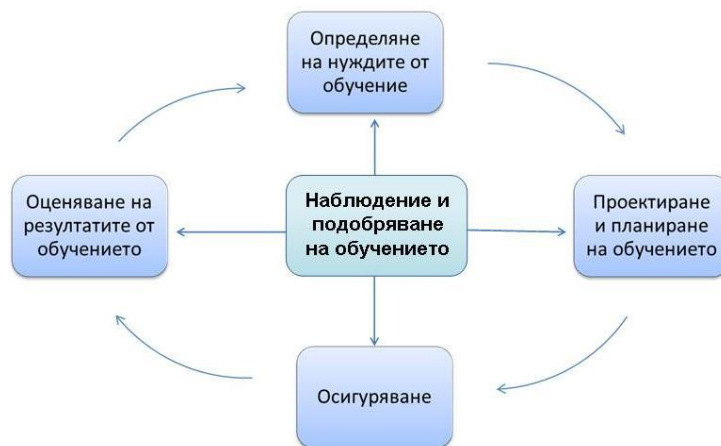 Определяне
на нуждите от
обучение
Оценяване на
резултатите от
обучението
Наблюдение и
подобряване
на обучението
Проектиране
и планиране
на обучението
Осигуряване